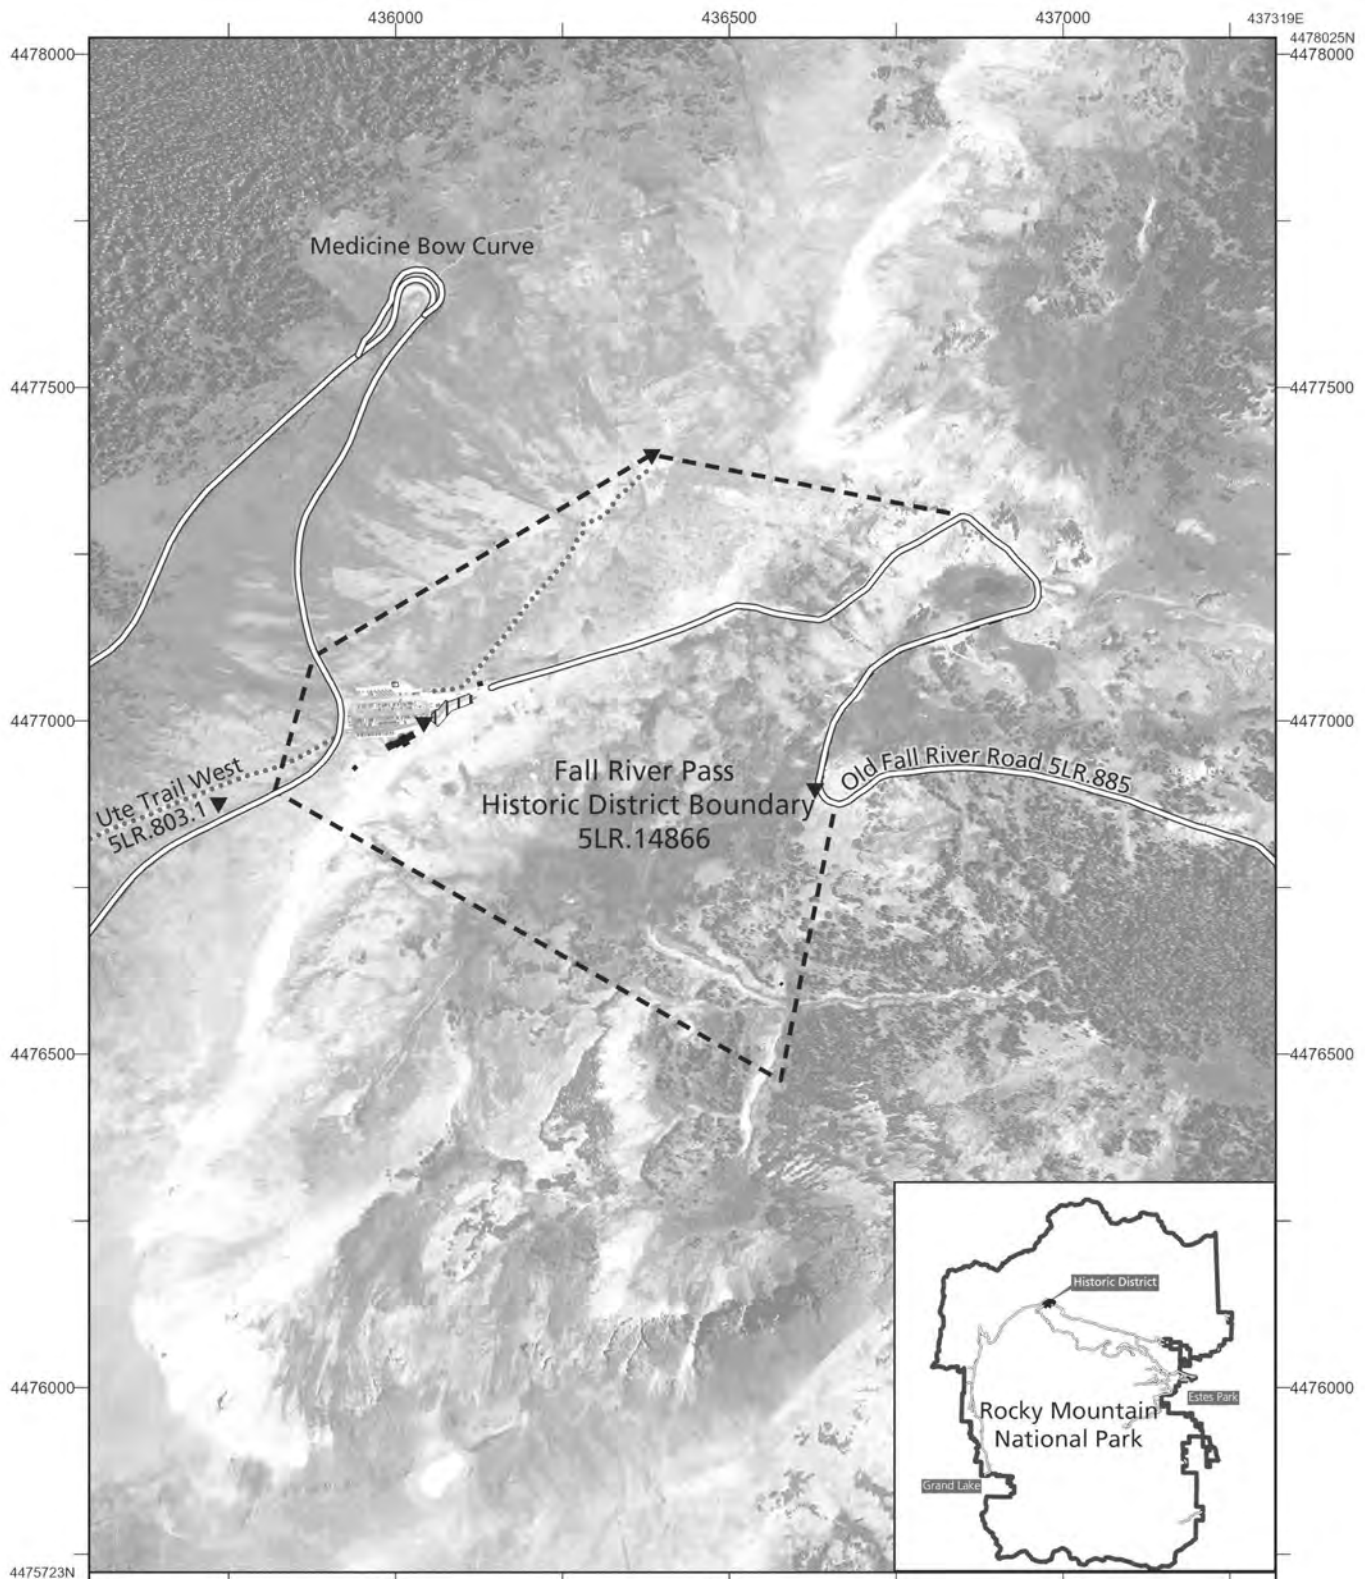 436000
436500
437000
437319E
4478025N
4478000
4478000
Medicine Bow Curve
4477500
4477500
4477000
4477000
Ute Trail West
5LR.803.1
Fall River Pass
Historic District Boundary
5LR.14866
Old Fall River Road 5LR.885
4476500
4476500
Historic District
4476000
4476000
Estes Park
Rocky Mountain
National Park
Grand Lake
4475723N